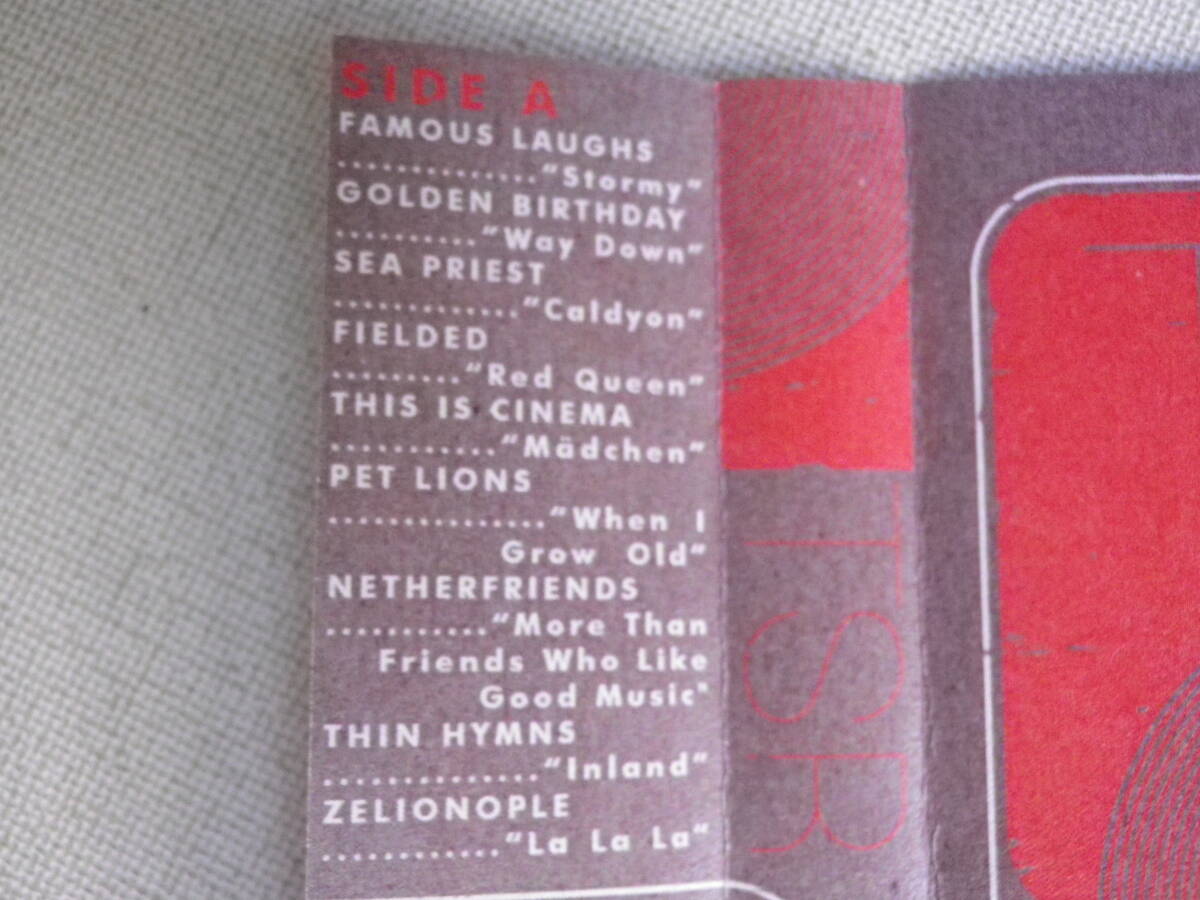 SIDE A
FAMOUS LAUGHS
.............."Stormy"
GOLDEN BIRTHDAY
.........."Way Down"
SEA PRIEST
............."Caldyon"
FIELDED
........."Red Queen"
THIS IS CINEMA
..........."Mädchen"
PET LIONS
..............."When I
Grow Old"
NETHERFRIENDS
..........."More Than
Friends Who Like
Good Music"
THIN HYMNS
..............."Inland"
ZELIONOPLE
............"La La La"
TSR